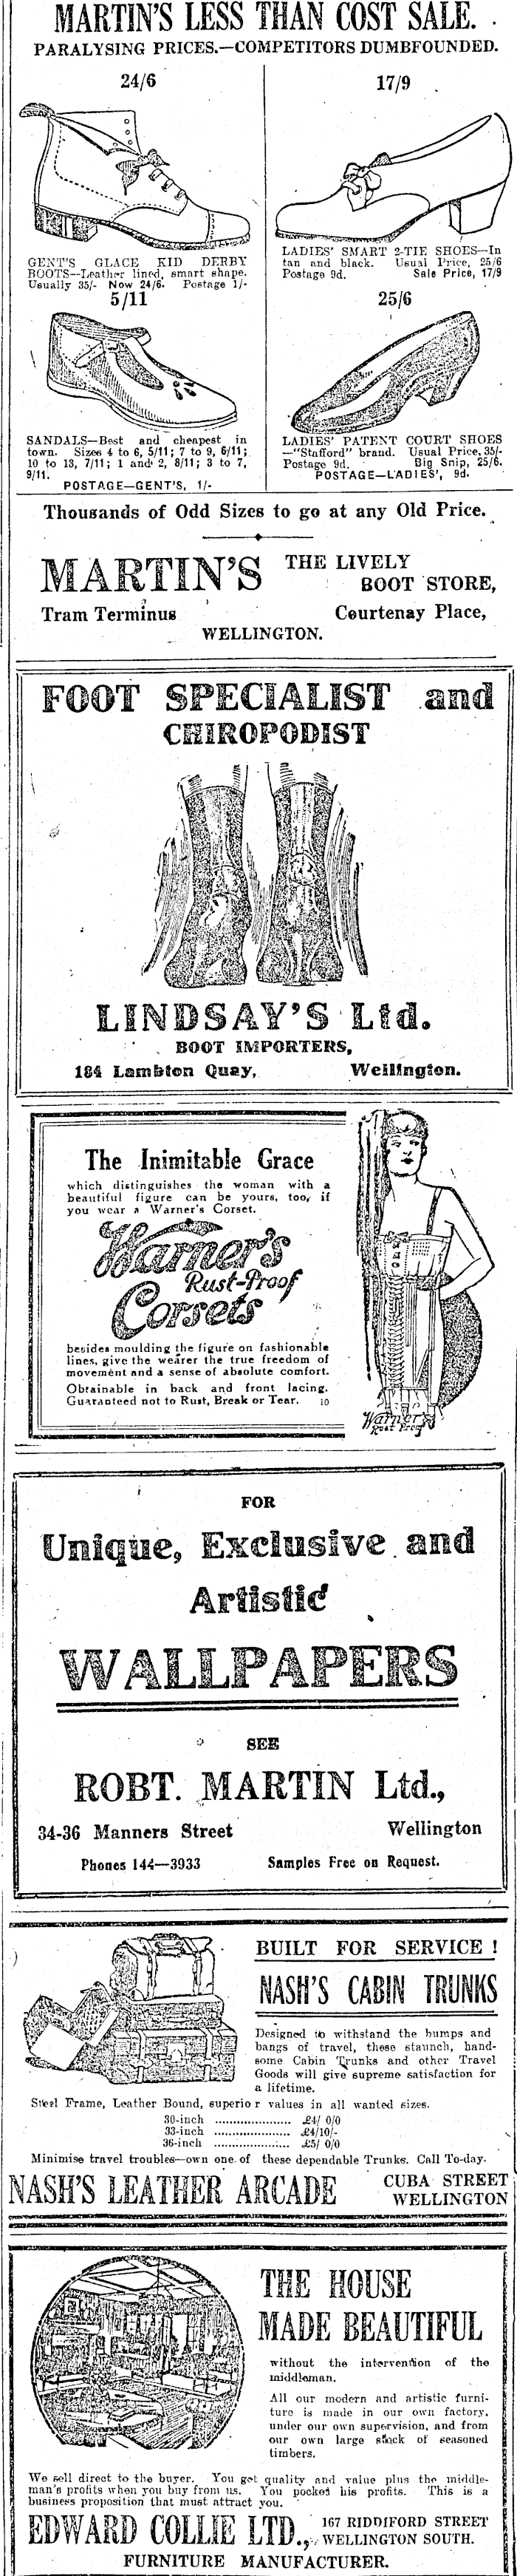 MARTIN'S LESS THAN COST SALE.
PARALYSING PRICES.—COMPETITORS DUMBFOUNDED.
24/6
GENT'S GLACE KID DERBY
BOOTS—Leather lined, smart shape.
Usually 35/- Now 24/6. Postage 1/-
17/9
LADIES' SMART 2-TIE SHOES—In
tan and black. Usual Price, 25/6
Postage 9d. Sale Price, 17/9
5/11
SANDALS—Best and cheapest in
town. Sizes 4 to 6, 5/11; 7 to 9, 6/11;
10 to 13, 7/11; 1 and 2, 8/11; 3 to 7,
9/11.
POSTAGE—GENT'S, 1/-
25/6
LADIES' PATENT COURT SHOES
—"Stafford" brand. Usual Price, 35/-
Postage 9d. Big Snip, 25/6.
POSTAGE—LADIES', 9d.
Thousands of Odd Sizes to go at any Old Price.
MARTIN'S THE LIVELY
BOOT STORE,
Tram Terminus Courtenay Place,
WELLINGTON.
FOOT SPECIALIST and
CHIROPODIST
LINDSAY'S Ltd.
BOOT IMPORTERS,
184 Lambton Quay, Wellington.
The Inimitable Grace
which distinguishes the woman with a
beautiful figure can be yours, too, if
you wear a Warner's Corset.
Warner's
Rust-Proof
Corsets
besides moulding the figure on fashionable
lines, give the wearer the true freedom of
movement and a sense of absolute comfort.
Obtainable in back and front lacing.
Guaranteed not to Rust, Break or Tear. 10
Warner's
Rust Proof
FOR
Unique, Exclusive and
Artistic
WALLPAPERS
SEE
ROBT. MARTIN Ltd.,
34-36 Manners Street Wellington
Phones 144—3933 Samples Free on Request.
BUILT FOR SERVICE!
NASH'S CABIN TRUNKS
Designed to withstand the bumps and
bangs of travel, these staunch, hand-
some Cabin Trunks and other Travel
Goods will give supreme satisfaction for
a lifetime.
Steel Frame, Leather Bound, superior values in all wanted sizes.
30-inch ..................... £4/ 0/0
33-inch ..................... £4/10/-
36-inch ..................... £5/ 0/0
Minimise travel troubles—own one of these dependable Trunks. Call To-day.
NASH'S LEATHER ARCADE CUBA STREET
WELLINGTON
THE HOUSE
MADE BEAUTIFUL
without the intervention of the
middleman.
All our modern and artistic furni-
ture is made in our own factory,
under our own supervision, and from
our own large stock of seasoned
timbers.
We sell direct to the buyer. You get quality and value plus the middle-
man's profits when you buy from us. You pocket his profits. This is a
business proposition that must attract you.
EDWARD COLLIE LTD., 167 RIDDIFORD STREET
WELLINGTON SOUTH.
FURNITURE MANUFACTURER.